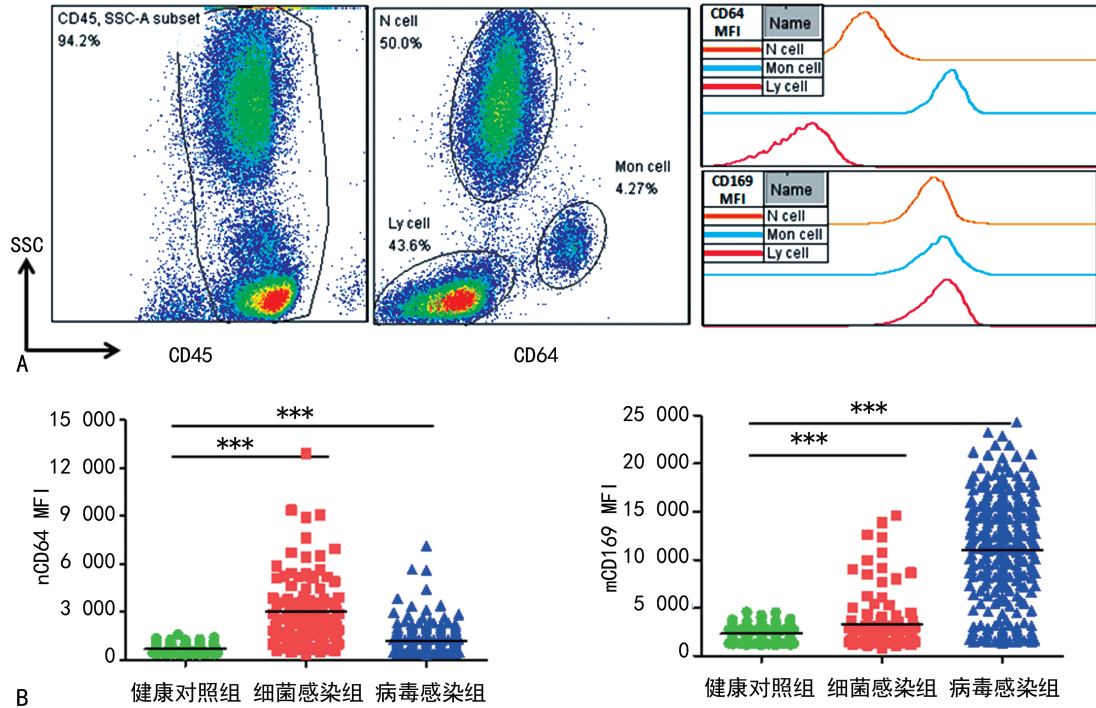 CD45, SSC-A subset
94.2%
SSC
CD45
A
N cell
50.0%
Mon cell
4.27%
Ly cell
43.6%
CD64
CD64 MFI
Name
N cell
Mon cell
Ly cell
CD169 MFI
Name
N cell
Mon cell
Ly cell
nCD64 MFI
15 000
12 000
9 000
6 000
3 000
0
***
***
健康对照组 细菌感染组 病毒感染组
mCD169 MFI
25 000
20 000
15 000
10 000
5 000
0
***
***
健康对照组 细菌感染组 病毒感染组
B